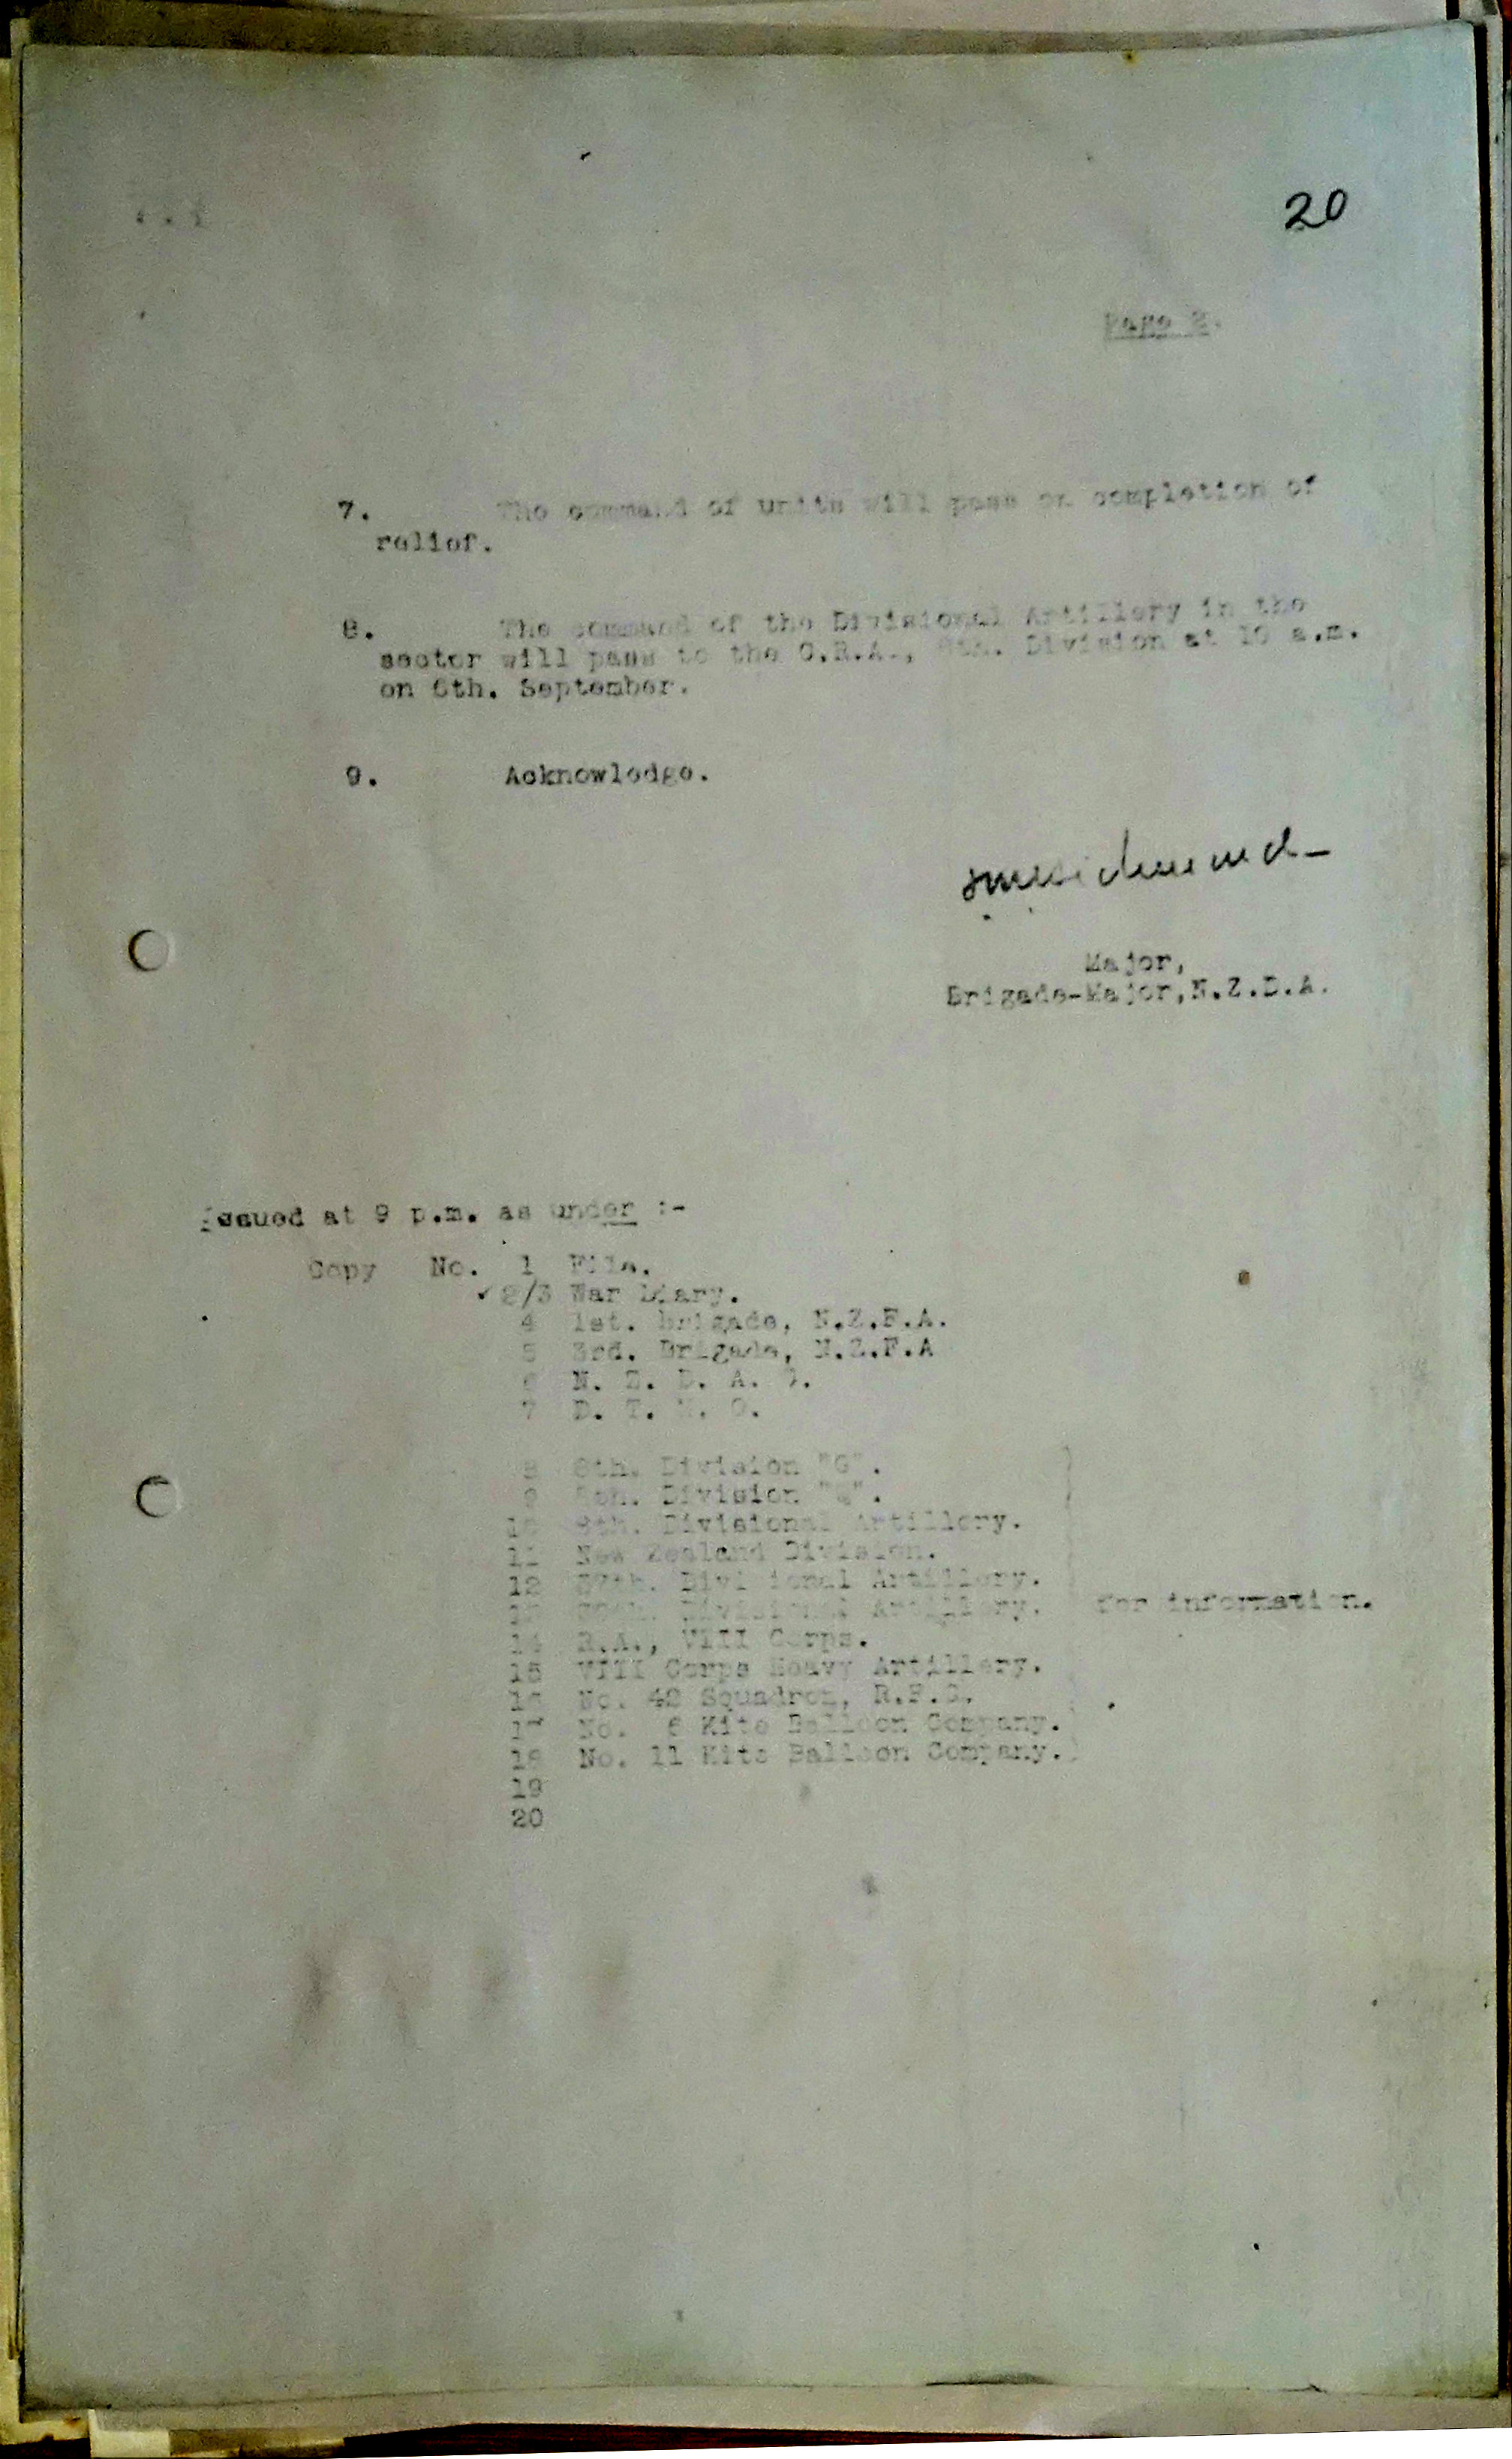 20
Page 2.
7. The command of units will pass on completion of
relief.
8. The command of the Divisional Artillery in the
sector will pass to the C.R.A., 8th. Division at 10 a.m.
on 6th. September.
9. Acknowledge.
Major,
Brigade-Major, N.Z.D.A.
Issued at 9 p.m. as under :-
Copy No. 1 File.
✓ 2/3 War Diary.
4 1st. Brigade, N.Z.F.A.
5 3rd. Brigade, N.Z.F.A
6 N. Z. D. A. C.
7 D. T. M. O.
8 8th. Division "G".
9 8th. Division "Q".
10 8th. Divisional Artillery.
11 New Zealand Division.
12 37th. Divisional Artillery.
13 Divisional Artillery. for information.
14 R.A., VIII Corps.
15 VIII Corps Heavy Artillery.
16 No. 42 Squadron, R.F.C.
17 No. 6 Kite Balloon Company.
18 No. 11 Kite Balloon Company.
19
20